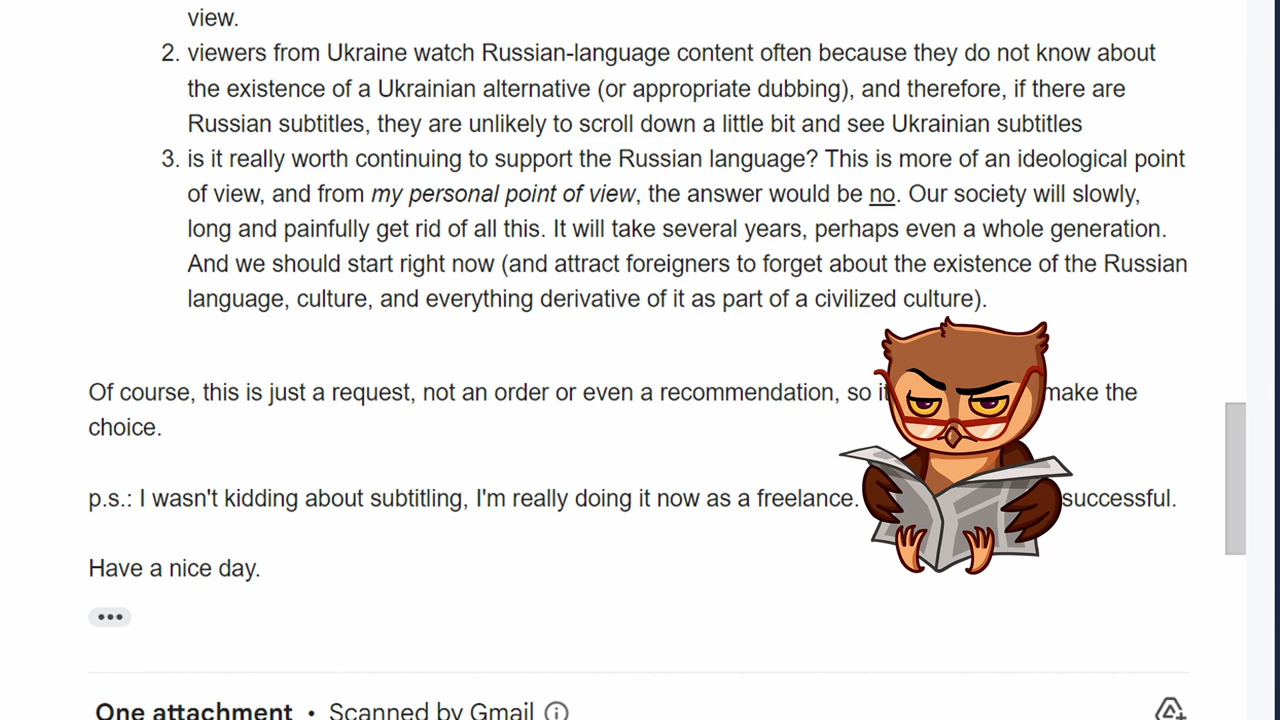 view.
2. viewers from Ukraine watch Russian-language content often because they do not know about
the existence of a Ukrainian alternative (or appropriate dubbing), and therefore, if there are
Russian subtitles, they are unlikely to scroll down a little bit and see Ukrainian subtitles
3. is it really worth continuing to support the Russian language? This is more of an ideological point
of view, and from my personal point of view, the answer would be no. Our society will slowly,
long and painfully get rid of all this. It will take several years, perhaps even a whole generation.
And we should start right now (and attract foreigners to forget about the existence of the Russian
language, culture, and everything derivative of it as part of a civilized culture).
Of course, this is just a request, not an order or even a recommendation, so make the
choice.
p.s.: I wasn't kidding about subtitling, I'm really doing it now as a freelance. successful.
Have a nice day.
One attachment • Scanned by Gmail